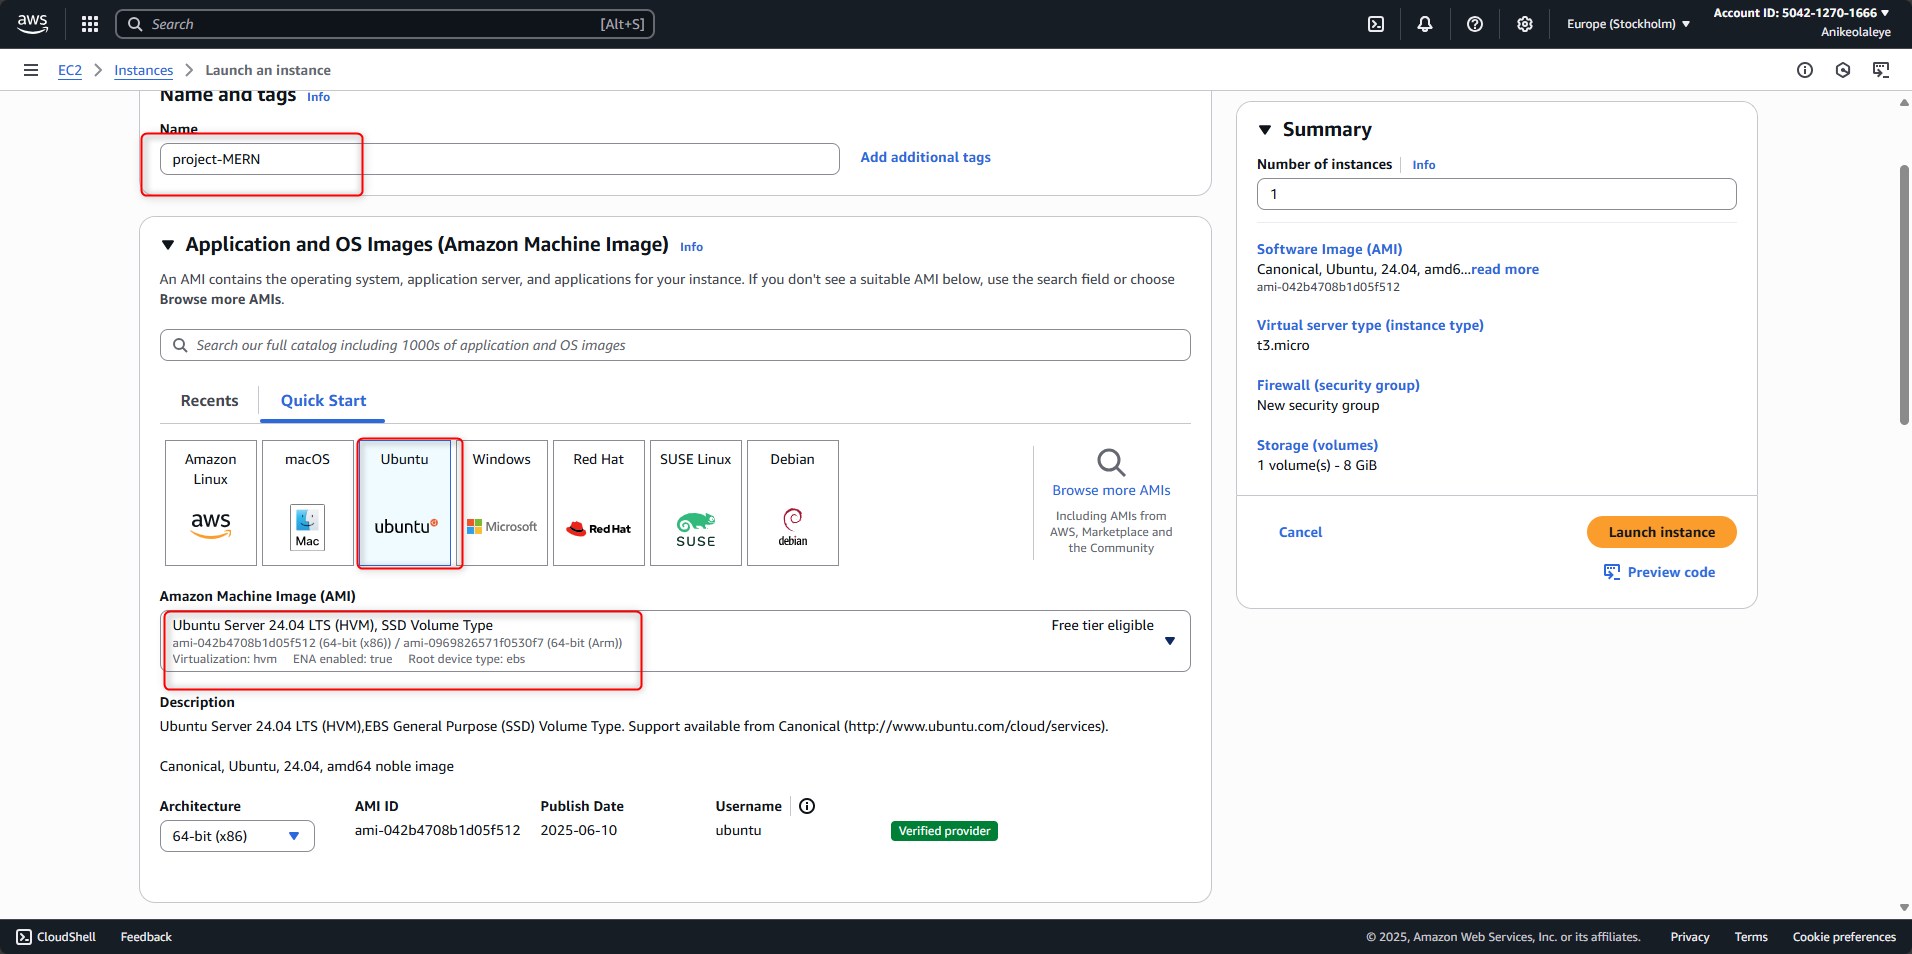 aws
Search [Alt+S]
Europe (Stockholm)
Account ID: 5042-1270-1666
Anikeolaleye
EC2 > Instances > Launch an instance
Name and tags Info
Name
project-MERN
Add additional tags
Application and OS Images (Amazon Machine Image) Info
An AMI contains the operating system, application server, and applications for your instance. If you don't see a suitable AMI below, use the search field or choose
Browse more AMIs.
Search our full catalog including 1000s of application and OS images
Recents
Quick Start
Amazon
Linux
aws
macOS
Mac
Ubuntu
ubuntu
Windows
Microsoft
Red Hat
Red Hat
SUSE Linux
SUSE
Debian
debian
Browse more AMIs
Including AMIs from
AWS, Marketplace and
the Community
Amazon Machine Image (AMI)
Ubuntu Server 24.04 LTS (HVM), SSD Volume Type
Free tier eligible
ami-042b4708b1d05f512 (64-bit (x86)) / ami-0969826571f0530f7 (64-bit (Arm))
Virtualization: hvm ENA enabled: true Root device type: ebs
Description
Ubuntu Server 24.04 LTS (HVM),EBS General Purpose (SSD) Volume Type. Support available from Canonical (http://www.ubuntu.com/cloud/services).
Canonical, Ubuntu, 24.04, amd64 noble image
Architecture AMI ID Publish Date Username
64-bit (x86) ami-042b4708b1d05f512 2025-06-10 ubuntu Verified provider
Summary
Number of instances Info
1
Software Image (AMI)
Canonical, Ubuntu, 24.04, amd6...read more
ami-042b4708b1d05f512
Virtual server type (instance type)
t3.micro
Firewall (security group)
New security group
Storage (volumes)
1 volume(s) - 8 GiB
Cancel
Launch instance
Preview code
CloudShell Feedback
© 2025, Amazon Web Services, Inc. or its affiliates. Privacy Terms Cookie preferences